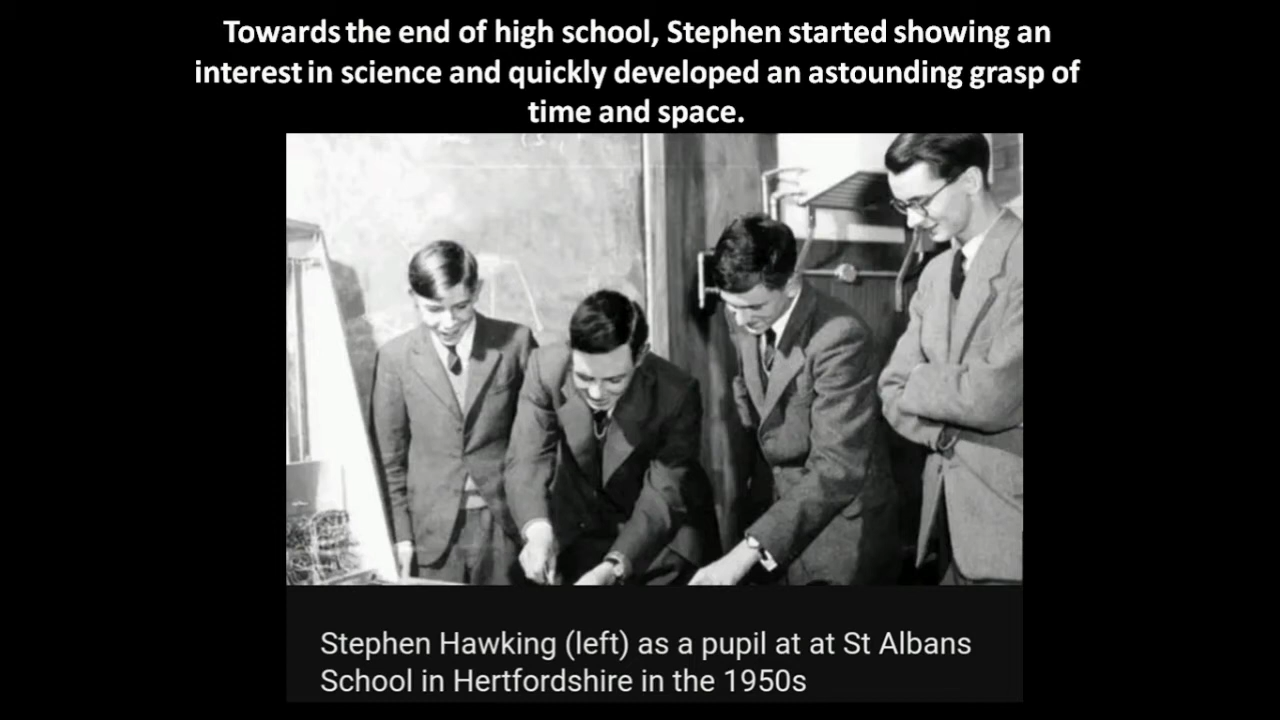 Towards the end of high school, Stephen started showing an
interest in science and quickly developed an astounding grasp of
time and space.
Stephen Hawking (left) as a pupil at at St Albans
School in Hertfordshire in the 1950s